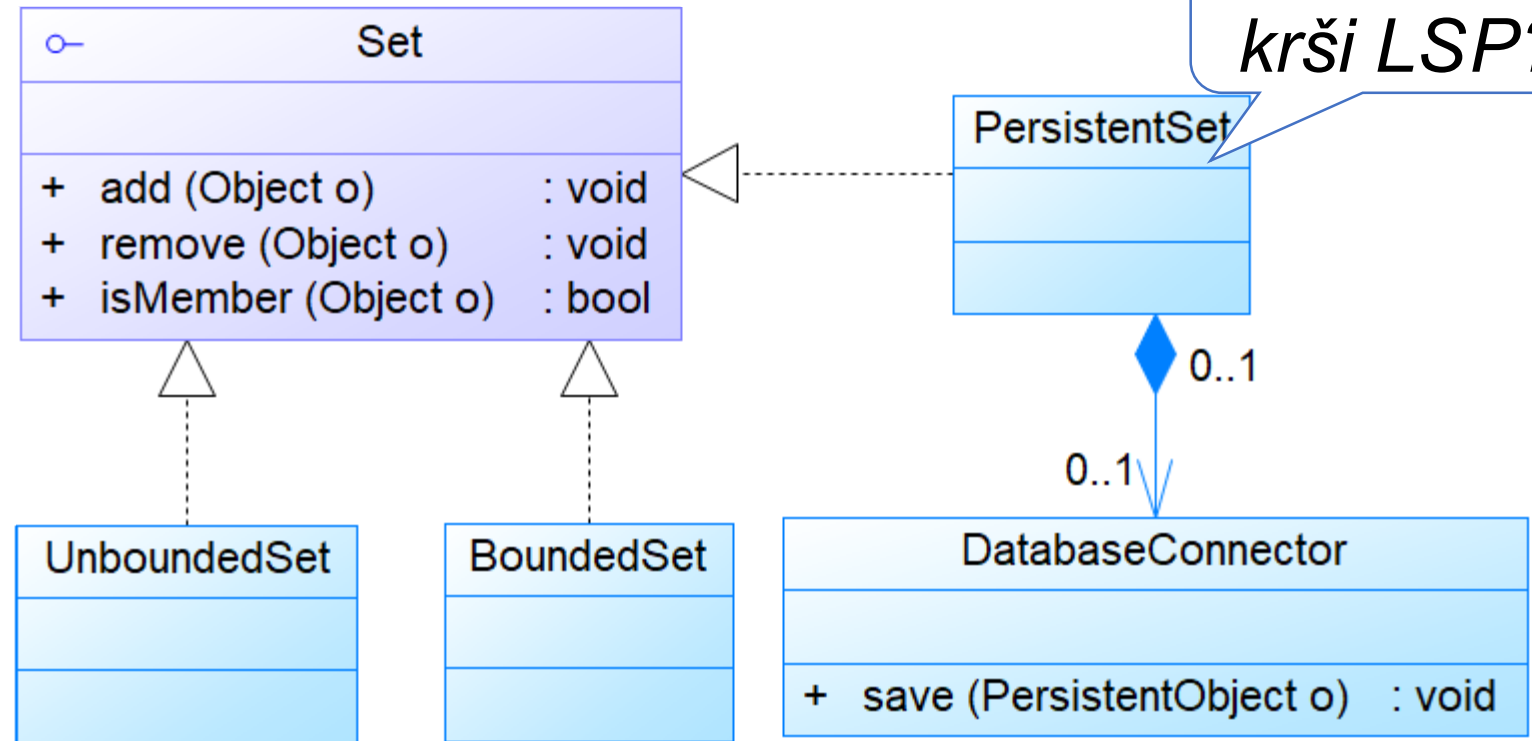 krši LSP?
Set
+ add (Object o) : void
+ remove (Object o) : void
+ isMember (Object o) : bool
PersistentSet
0..1
0..1
UnboundedSet
BoundedSet
DatabaseConnector
+ save (PersistentObject o) : void